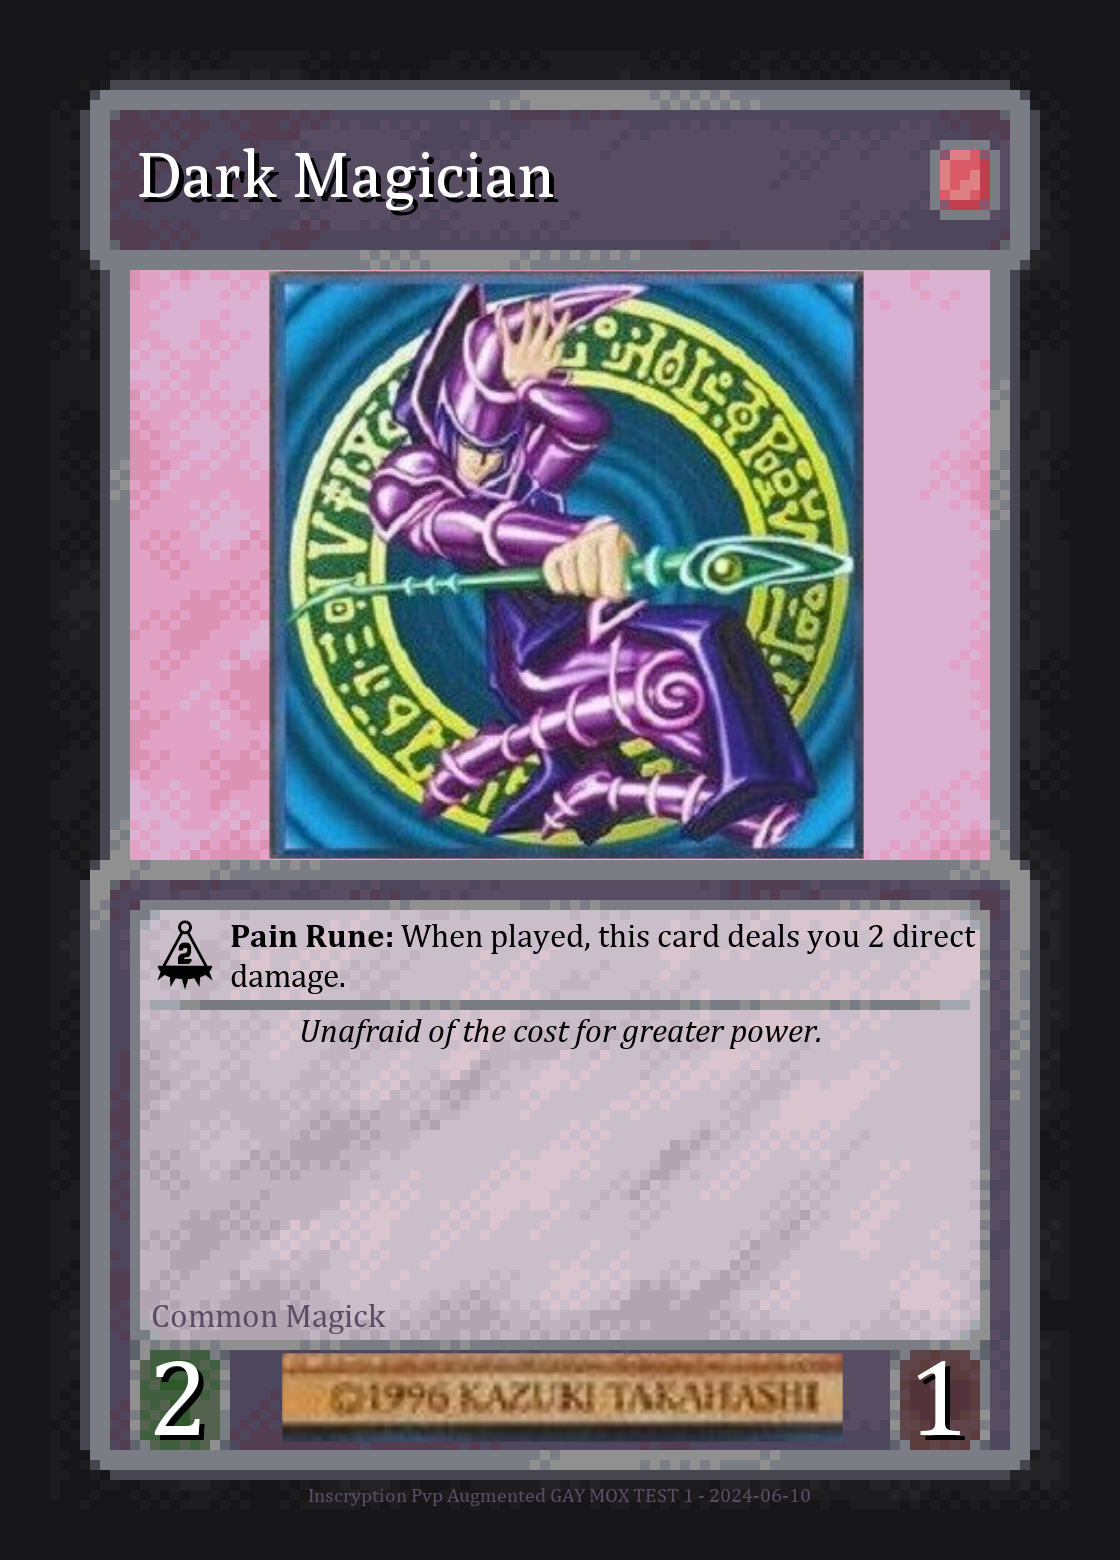 Dark Magician
2
Pain Rune: When played, this card deals you 2 direct
damage.
Unafraid of the cost for greater power.
Common Magick
2
©1996 KAZUKI TAKAHASHI
1
Inscryption Pvp Augmented GAY MOX TEST 1 - 2024-06-10